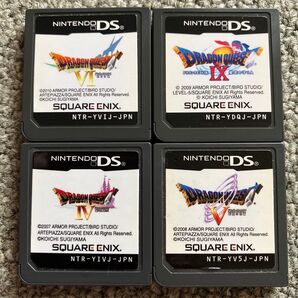 NINTENDO DS
DRAGON QUEST
VI
©2010 ARMOR PROJECT/BIRD STUDIO/
ARTEPIAZZA/SQUARE ENIX All Rights Reserved.
©KOICHI SUGIYAMA
SQUARE ENIX.
NTR-YVIJ-JPN
NINTENDO DS
DRAGON QUEST
IX
© 2009 ARMOR PROJECT/BIRD STUDIO/
LEVEL-5/SQUARE ENIX All Rights Reserved.
© KOICHI SUGIYAMA
SQUARE ENIX.
NTR-YDQJ-JPN
NINTENDO DS
DRAGON QUEST
IV
©2007 ARMOR PROJECT/BIRD STUDIO/
ARTEPIAZZA/SQUARE ENIX All Rights Reserved.
©KOICHI SUGIYAMA
SQUARE ENIX.
NTR-YIVJ-JPN
NINTENDO DS
DRAGON QUEST
V
©2008 ARMOR PROJECT/BIRD STUDIO/
ARTEPIAZZA/SQUARE ENIX All Rights Reserved.
©KOICHI SUGIYAMA
SQUARE ENIX.
NTR-YV5J-JPN